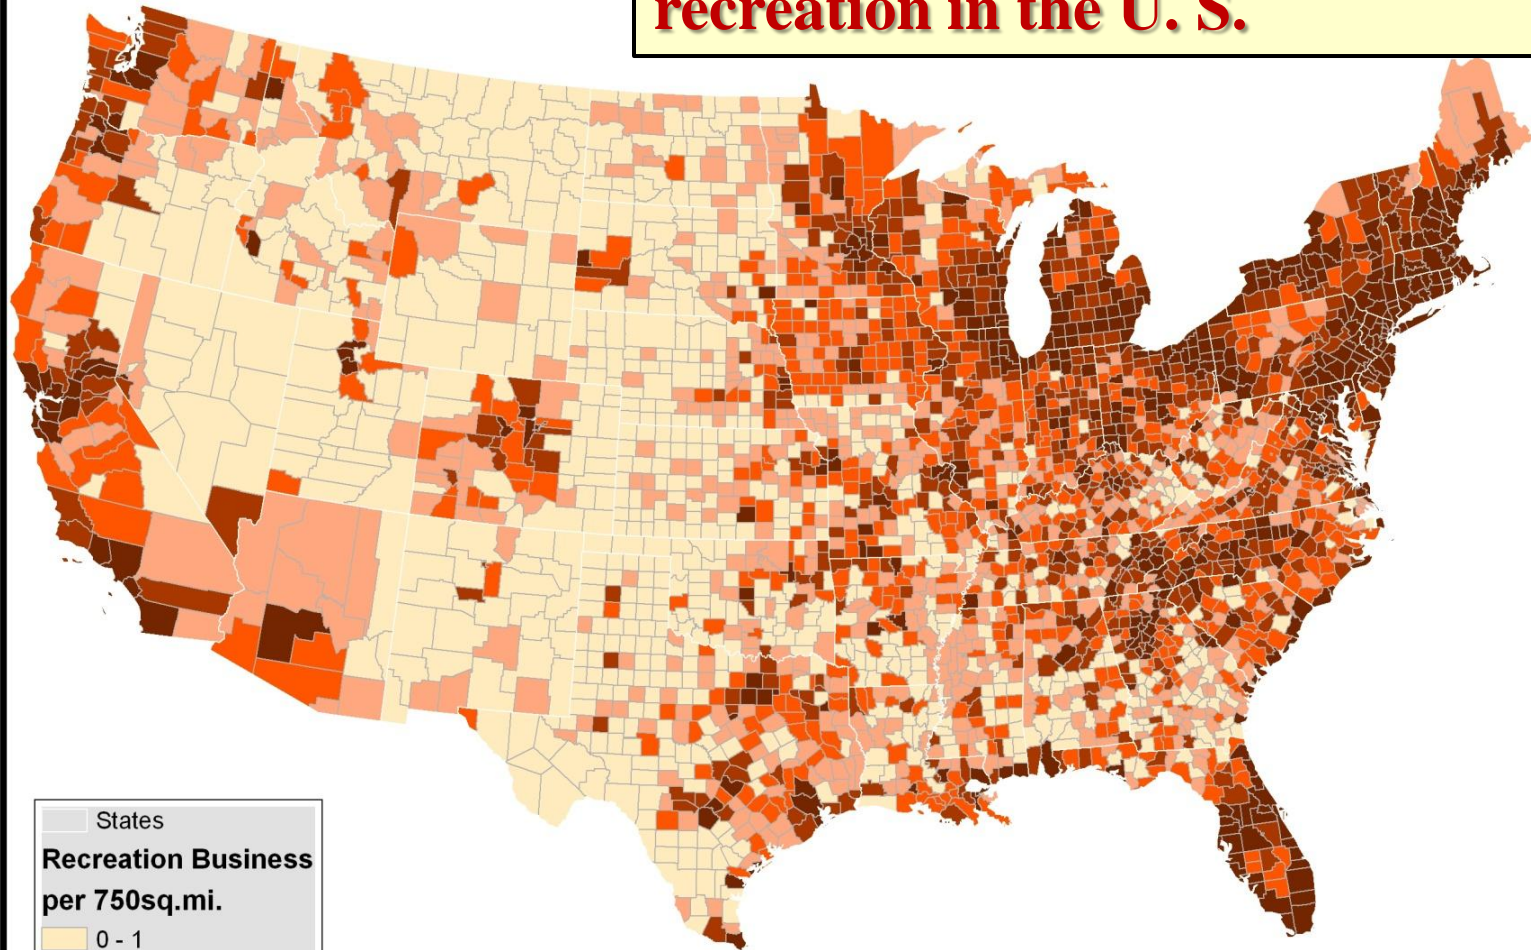 recreation in the U. S.
States
Recreation Business
per 750sq.mi.
0 - 1